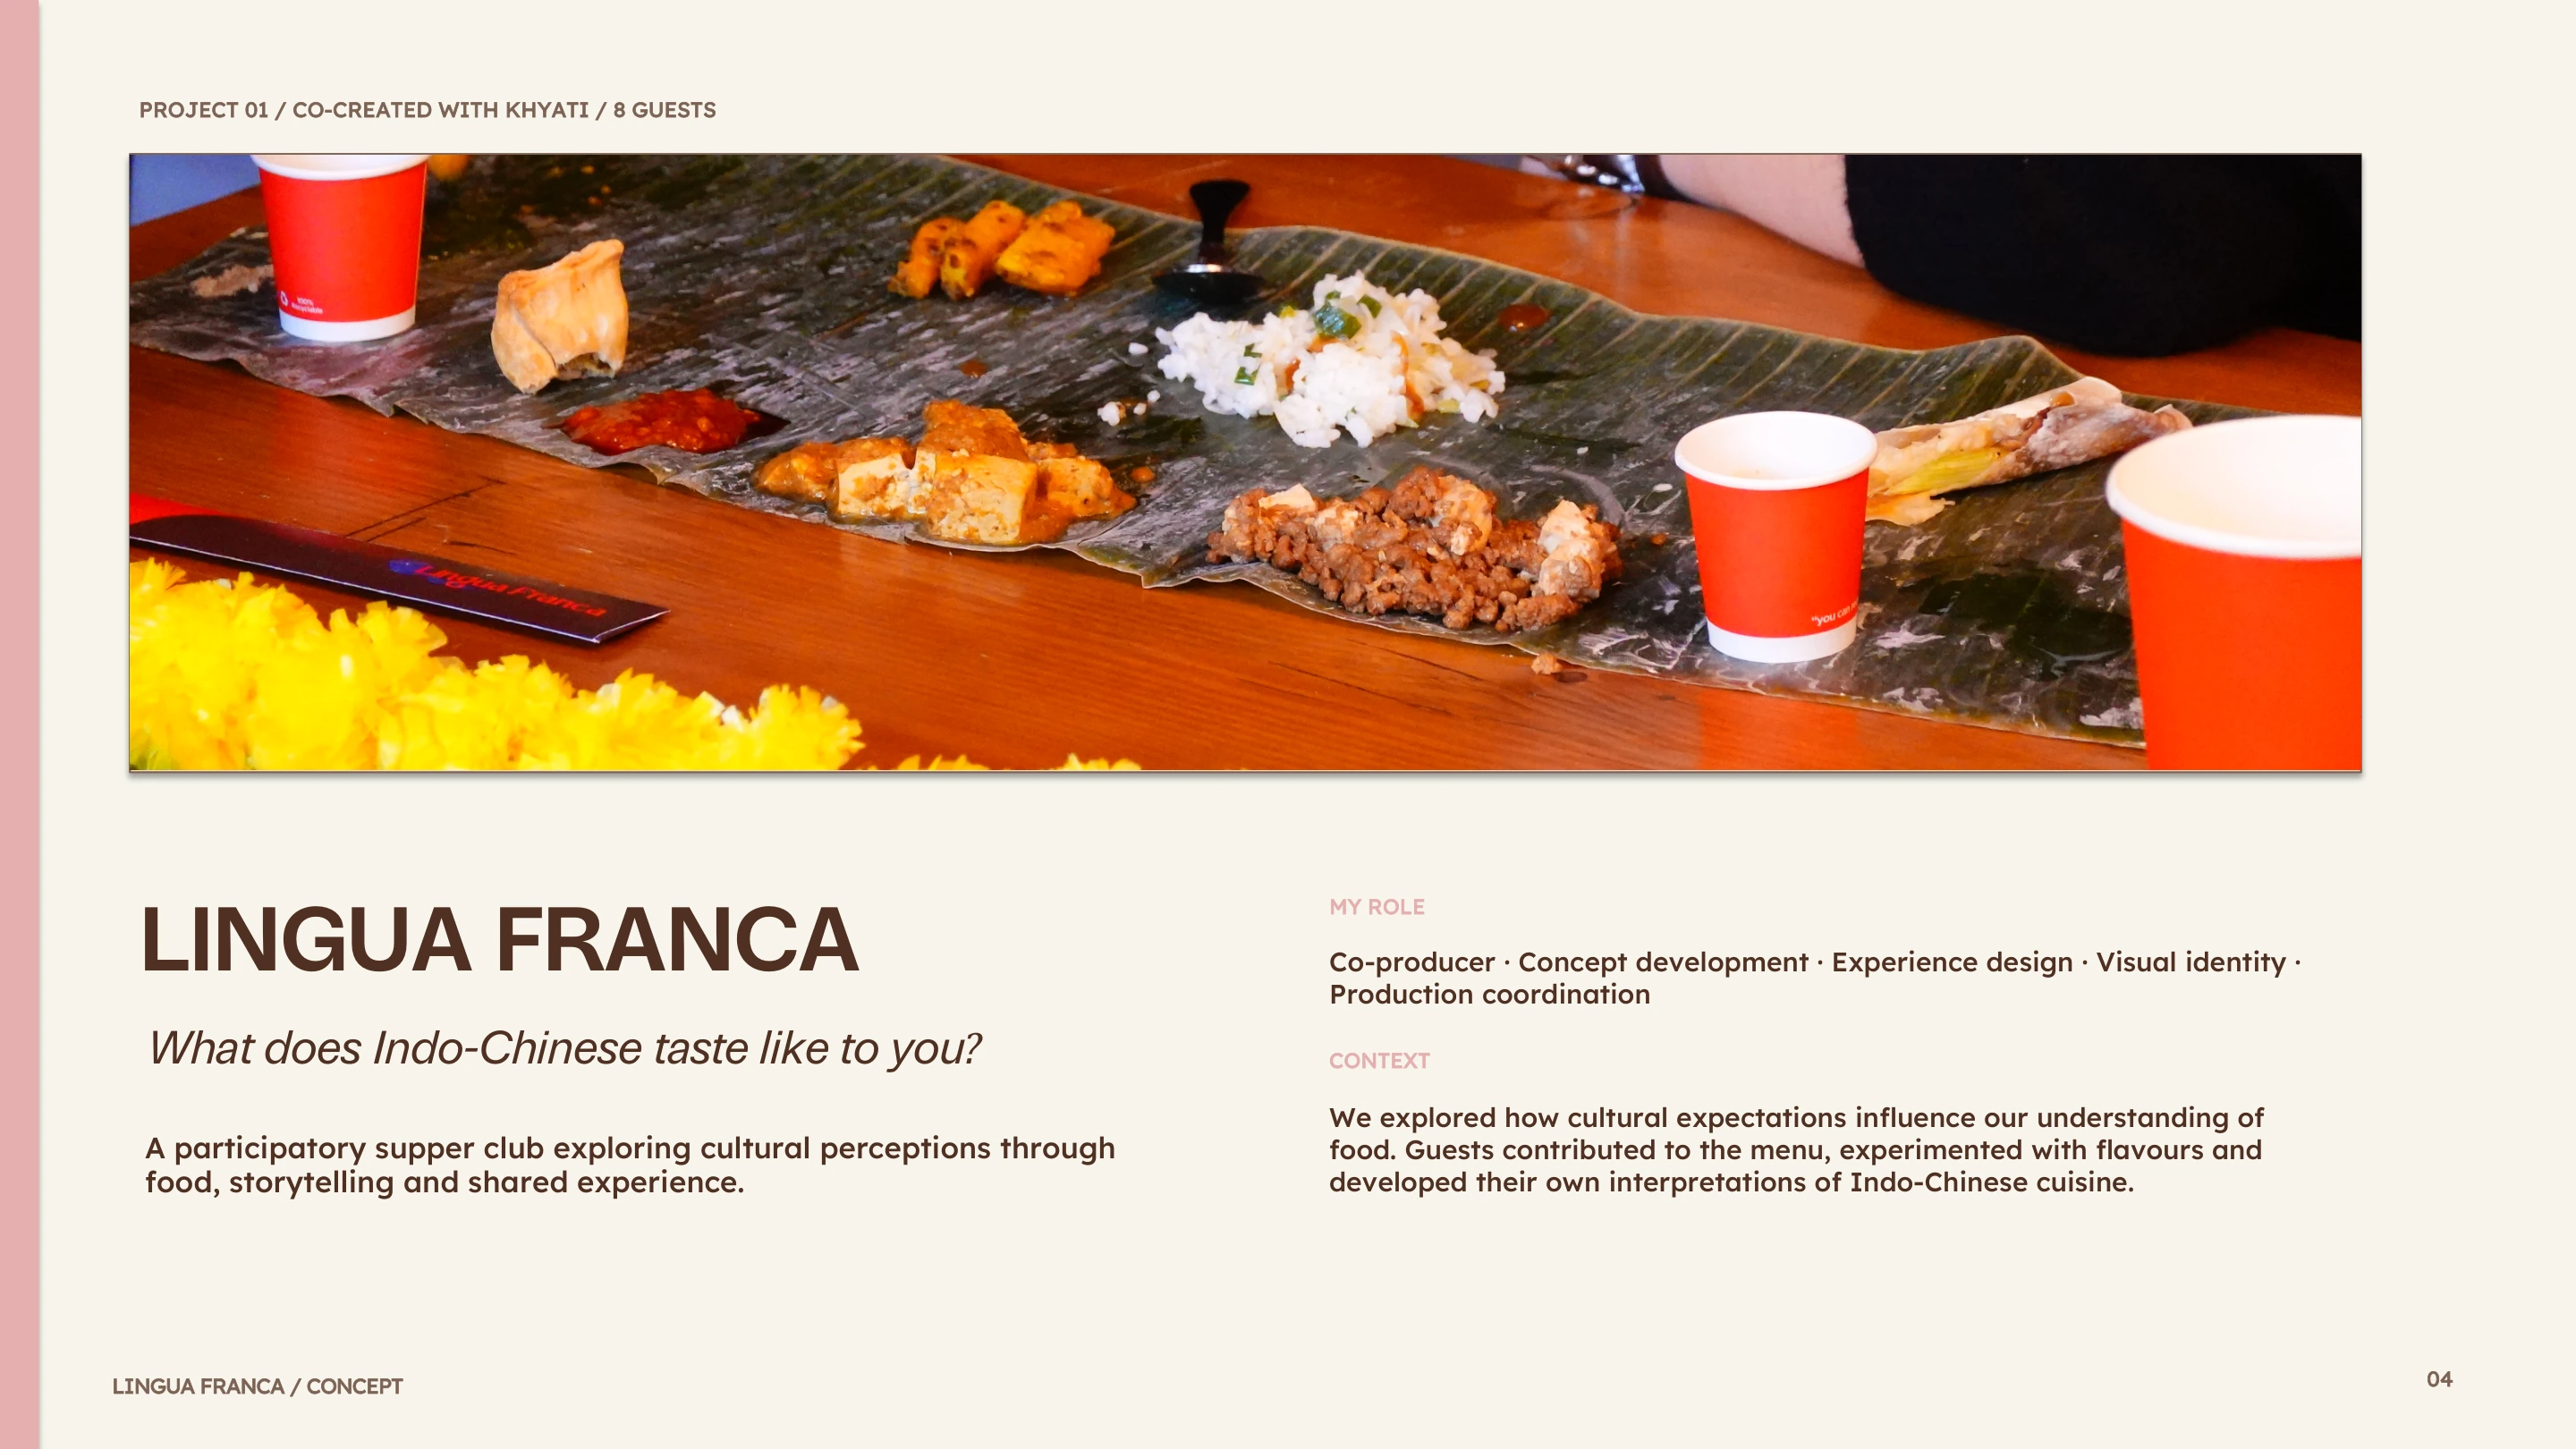 PROJECT 01 / CO-CREATED WITH KHYATI / 8 GUESTS
100%
Recyclable
Lingua Franca
"you can
LINGUA FRANCA
What does Indo-Chinese taste like to you?
A participatory supper club exploring cultural perceptions through
food, storytelling and shared experience.
MY ROLE
Co-producer · Concept development · Experience design · Visual identity ·
Production coordination
CONTEXT
We explored how cultural expectations influence our understanding of
food. Guests contributed to the menu, experimented with flavours and
developed their own interpretations of Indo-Chinese cuisine.
LINGUA FRANCA / CONCEPT
04